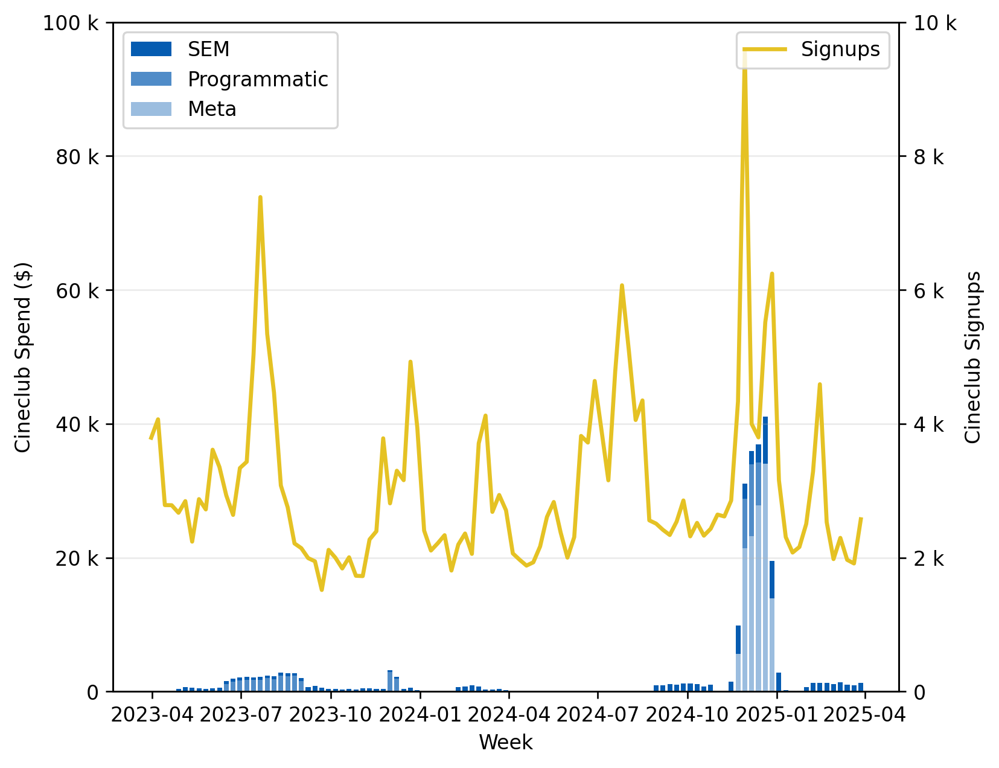 100 k
80 k
60 k
40 k
20 k
0
Cineclub Spend ($)
SEM
Programmatic
Meta
Signups
10 k
8 k
6 k
4 k
2 k
0
Cineclub Signups
2023-04 2023-07 2023-10 2024-01 2024-04 2024-07 2024-10 2025-01 2025-04
Week